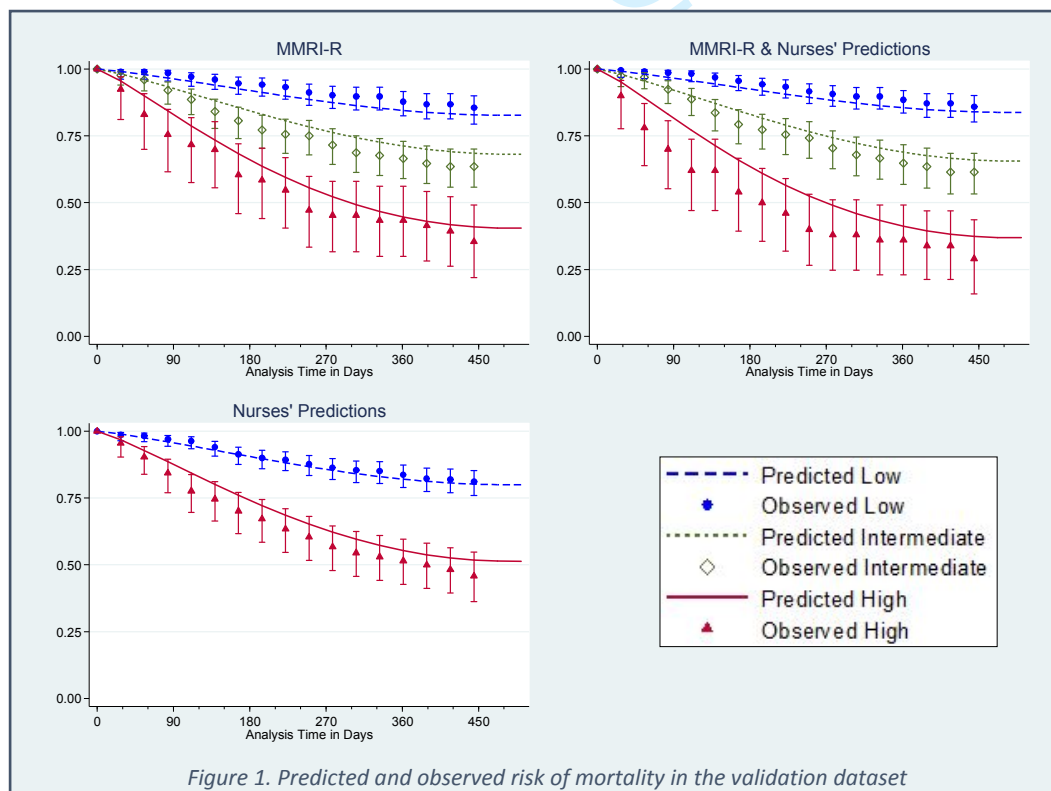 MMRI-R
1.00
0.75
0.50
0.25
0.00
0 90 180 270 360 450
Analysis Time in Days
MMRI-R & Nurses' Predictions
1.00
0.75
0.50
0.25
0.00
0 90 180 270 360 450
Analysis Time in Days
Nurses' Predictions
1.00
0.75
0.50
0.25
0.00
0 90 180 270 360 450
Analysis Time in Days
Predicted Low
Observed Low
Predicted Intermediate
Observed Intermediate
Predicted High
Observed High
Figure 1. Predicted and observed risk of mortality in the validation dataset